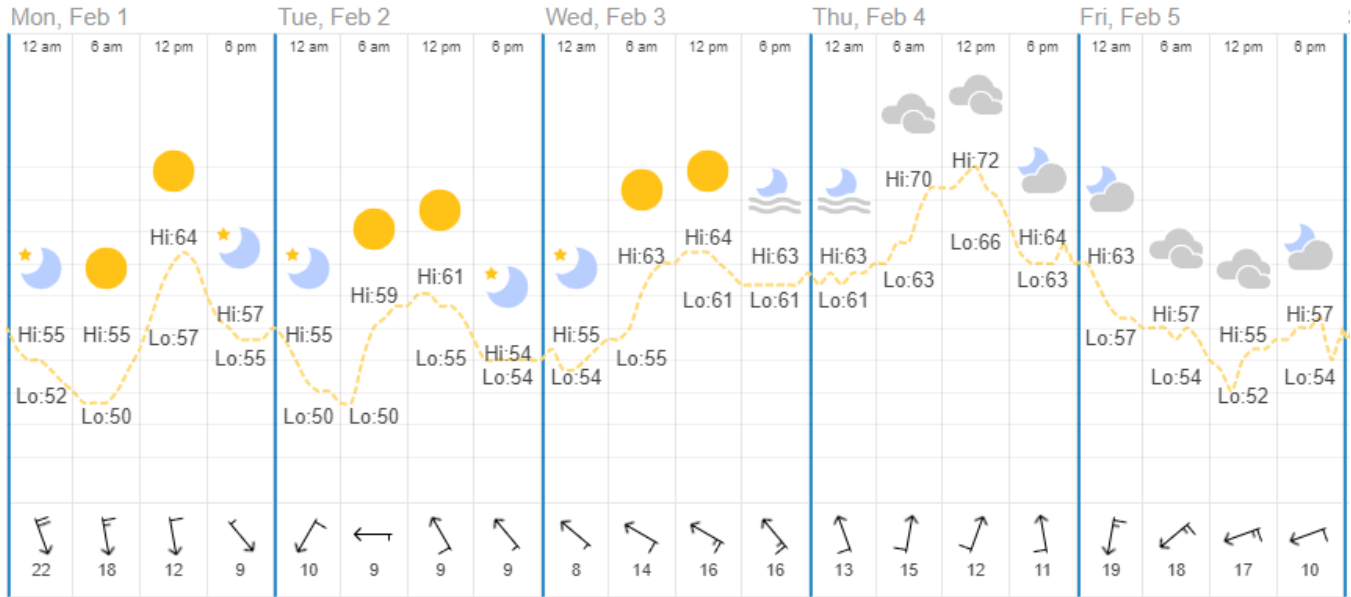 Mon, Feb 1 Tue, Feb 2 Wed, Feb 3 Thu, Feb 4 Fri, Feb 5
12 am 6 am 12 pm 6 pm 12 am 6 am 12 pm 6 pm 12 am 6 am 12 pm 6 pm 12 am 6 am 12 pm 6 pm 12 am 6 am 12 pm 6 pm
Hi:55 Hi:55 Hi:64 Hi:57 Hi:55 Hi:59 Hi:61 Hi:54 Hi:55 Hi:63 Hi:64 Hi:63 Hi:63 Hi:70 Hi:72 Hi:64 Hi:63 Hi:57 Hi:55 Hi:57
Lo:52 Lo:50 Lo:57 Lo:55 Lo:50 Lo:50 Lo:55 Lo:54 Lo:54 Lo:55 Lo:61 Lo:61 Lo:61 Lo:63 Lo:66 Lo:63 Lo:57 Lo:54 Lo:52 Lo:54
22 18 12 9 10 9 9 9 8 14 16 16 13 15 12 11 19 18 17 10